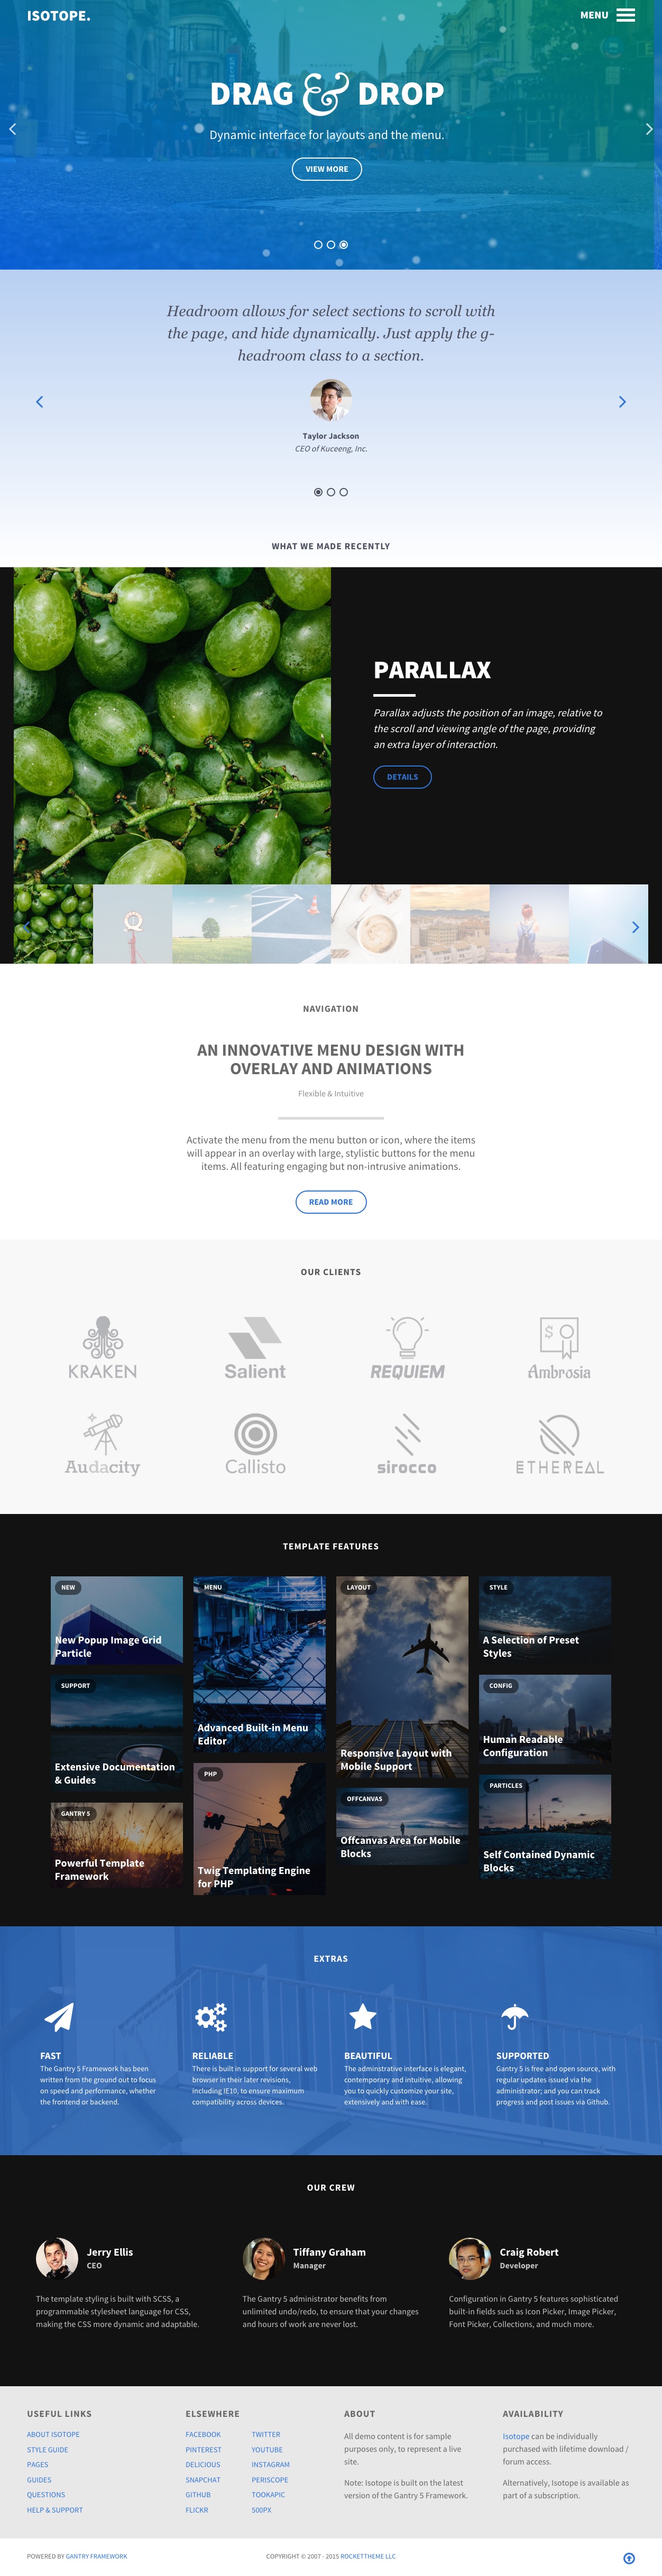 ISOTOPE.
MENU
DRAG & DROP
Dynamic interface for layouts and the menu.
VIEW MORE
Headroom allows for select sections to scroll with
the page, and hide dynamically. Just apply the g-
headroom class to a section.
Taylor Jackson
CEO of Kuceeng, Inc.
WHAT WE MADE RECENTLY
PARALLAX
Parallax adjusts the position of an image, relative to
the scroll and viewing angle of the page, providing
an extra layer of interaction.
DETAILS
NAVIGATION
AN INNOVATIVE MENU DESIGN WITH
OVERLAY AND ANIMATIONS
Flexible & Intuitive
Activate the menu from the menu button or icon, where the items
will appear in an overlay with large, stylistic buttons for the menu
items. All featuring engaging but non-intrusive animations.
READ MORE
OUR CLIENTS
KRAKEN
Salient
REQUIEM
Ambrosia
Audacity
Callisto
sirocco
ETHEREAL
TEMPLATE FEATURES
NEW
New Popup Image Grid
Particle
SUPPORT
Extensive Documentation
& Guides
GANTRY 5
Powerful Template
Framework
MENU
Advanced Built-in Menu
Editor
PHP
Twig Templating Engine
for PHP
LAYOUT
Responsive Layout with
Mobile Support
OFFCANVAS
Offcanvas Area for Mobile
Blocks
STYLE
A Selection of Preset
Styles
CONFIG
Human Readable
Configuration
PARTICLES
Self Contained Dynamic
Blocks
EXTRAS
FAST
The Gantry 5 Framework has been
written from the ground out to focus
on speed and performance, whether
the frontend or backend.
RELIABLE
There is built in support for several web
browser in their later revisions,
including IE10, to ensure maximum
compatibility across devices.
BEAUTIFUL
The adminstrative interface is elegant,
contemporary and intuitive, allowing
you to quickly customize your site,
extensively and with ease.
SUPPORTED
Gantry 5 is free and open source, with
regular updates issued via the
administrator; and you can track
progress and post issues via Github.
OUR CREW
Jerry Ellis
CEO
The template styling is built with SCSS, a
programmable stylesheet language for CSS,
making the CSS more dynamic and adaptable.
Tiffany Graham
Manager
The Gantry 5 administrator benefits from
unlimited undo/redo, to ensure that your changes
and hours of work are never lost.
Craig Robert
Developer
Configuration in Gantry 5 features sophisticated
built-in fields such as Icon Picker, Image Picker,
Font Picker, Collections, and much more.
USEFUL LINKS
ABOUT ISOTOPE
STYLE GUIDE
PAGES
GUIDES
QUESTIONS
HELP & SUPPORT
ELSEWHERE
FACEBOOK
PINTEREST
DELICIOUS
SNAPCHAT
GITHUB
FLICKR
TWITTER
YOUTUBE
INSTAGRAM
PERISCOPE
TOOKAPIC
500PX
ABOUT
All demo content is for sample
purposes only, to represent a live
site.
Note: Isotope is built on the latest
version of the Gantry 5 Framework.
AVAILABILITY
Isotope can be individually
purchased with lifetime download /
forum access.
Alternatively, Isotope is available as
part of a subscription.
POWERED BY GANTRY FRAMEWORK
COPYRIGHT © 2007 - 2015 ROCKETTHEME LLC